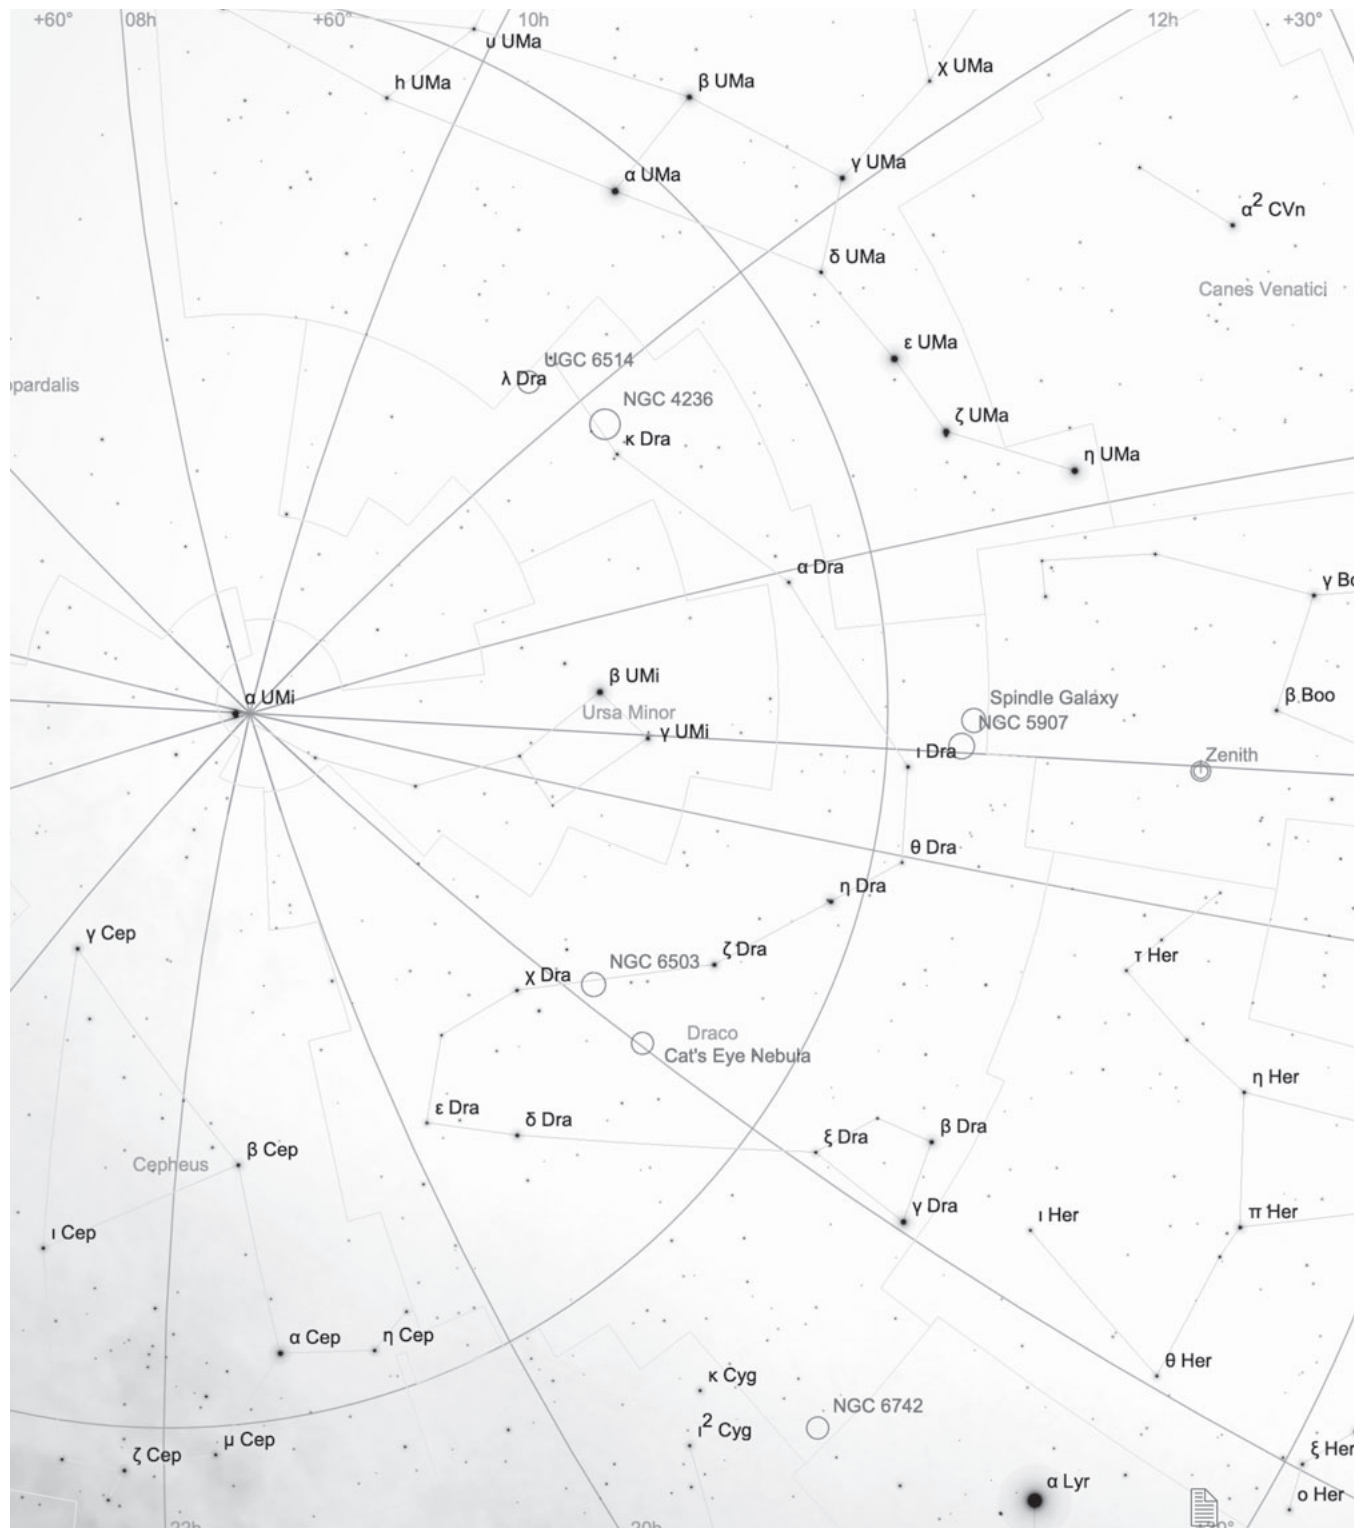 +60°
08h
+60°
10h
12h
+30°
υ UMa
χ UMa
h UMa
β UMa
γ UMa
α UMa
α² CVn
δ UMa
Canes Venatici
ε UMa
UGC 6514
λ Dra
opardalis
NGC 4236
ζ UMa
κ Dra
η UMa
α Dra
γ Bo
β UMi
α UMi
Spindle Galaxy
β Boo
Ursa Minor
NGC 5907
γ UMi
ι Dra
Zenith
θ Dra
η Dra
γ Cep
ζ Dra
τ Her
NGC 6503
χ Dra
Draco
Cat's Eye Nebula
η Her
ε Dra
δ Dra
β Dra
ξ Dra
β Cep
Cepheus
γ Dra
π Her
ι Her
ι Cep
α Cep
η Cep
θ Her
κ Cyg
NGC 6742
ι² Cyg
μ Cep
ξ Her
ζ Cep
α Lyr
ο Her
22h
20h
+30°